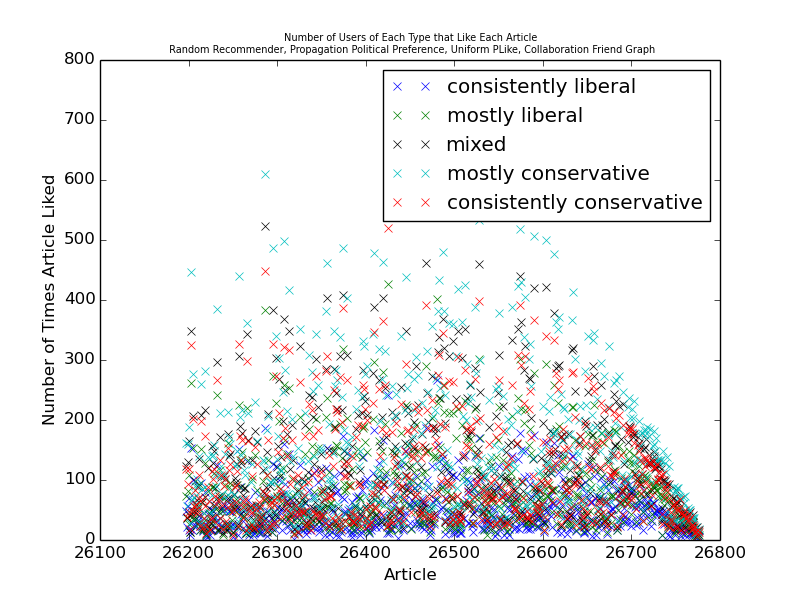 Number of Users of Each Type that Like Each Article
Random Recommender, Propagation Political Preference, Uniform PLike, Collaboration Friend Graph
800
700
600
500
400
300
200
100
0
Number of Times Article Liked
consistently liberal
mostly liberal
mixed
mostly conservative
consistently conservative
26100 26200 26300 26400 26500 26600 26700 26800
Article